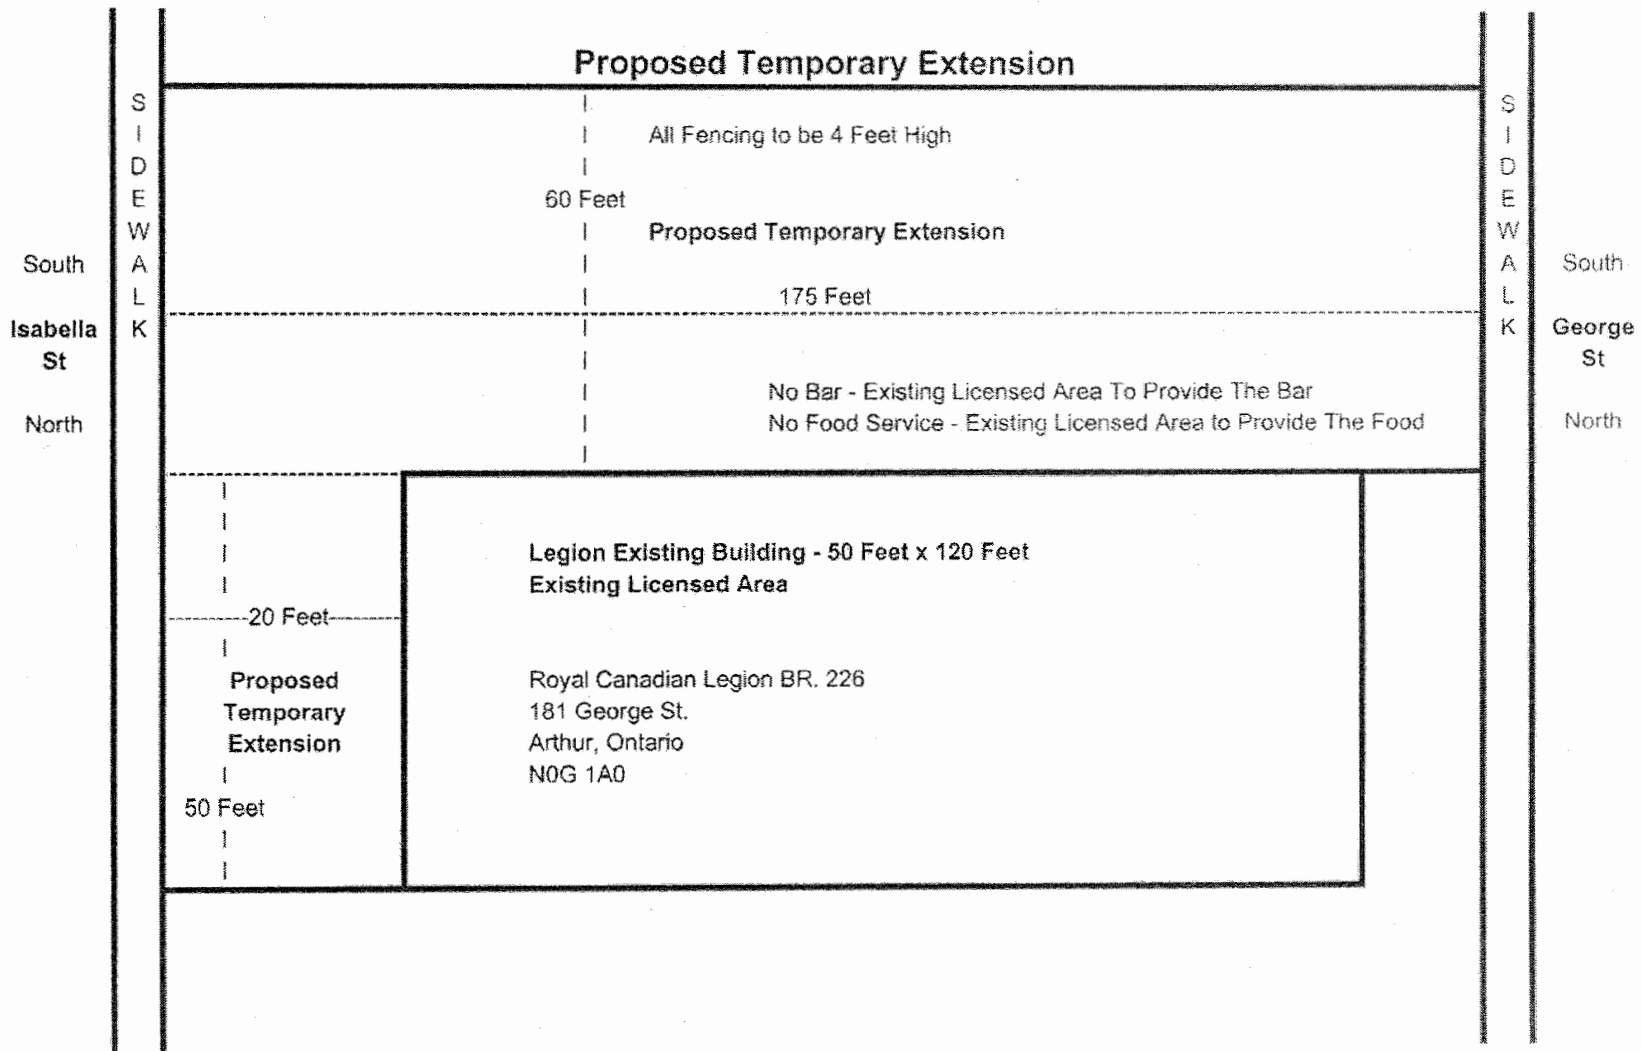 Proposed Temporary Extension
SIDEWALK
All Fencing to be 4 Feet High
60 Feet
Proposed Temporary Extension
175 Feet
South
Isabella
St
North
SIDEWALK
South
George
St
North
No Bar - Existing Licensed Area To Provide The Bar
No Food Service - Existing Licensed Area to Provide The Food
Legion Existing Building - 50 Feet x 120 Feet
Existing Licensed Area
20 Feet
Proposed
Temporary
Extension
50 Feet
Royal Canadian Legion BR. 226
181 George St.
Arthur, Ontario
N0G 1A0